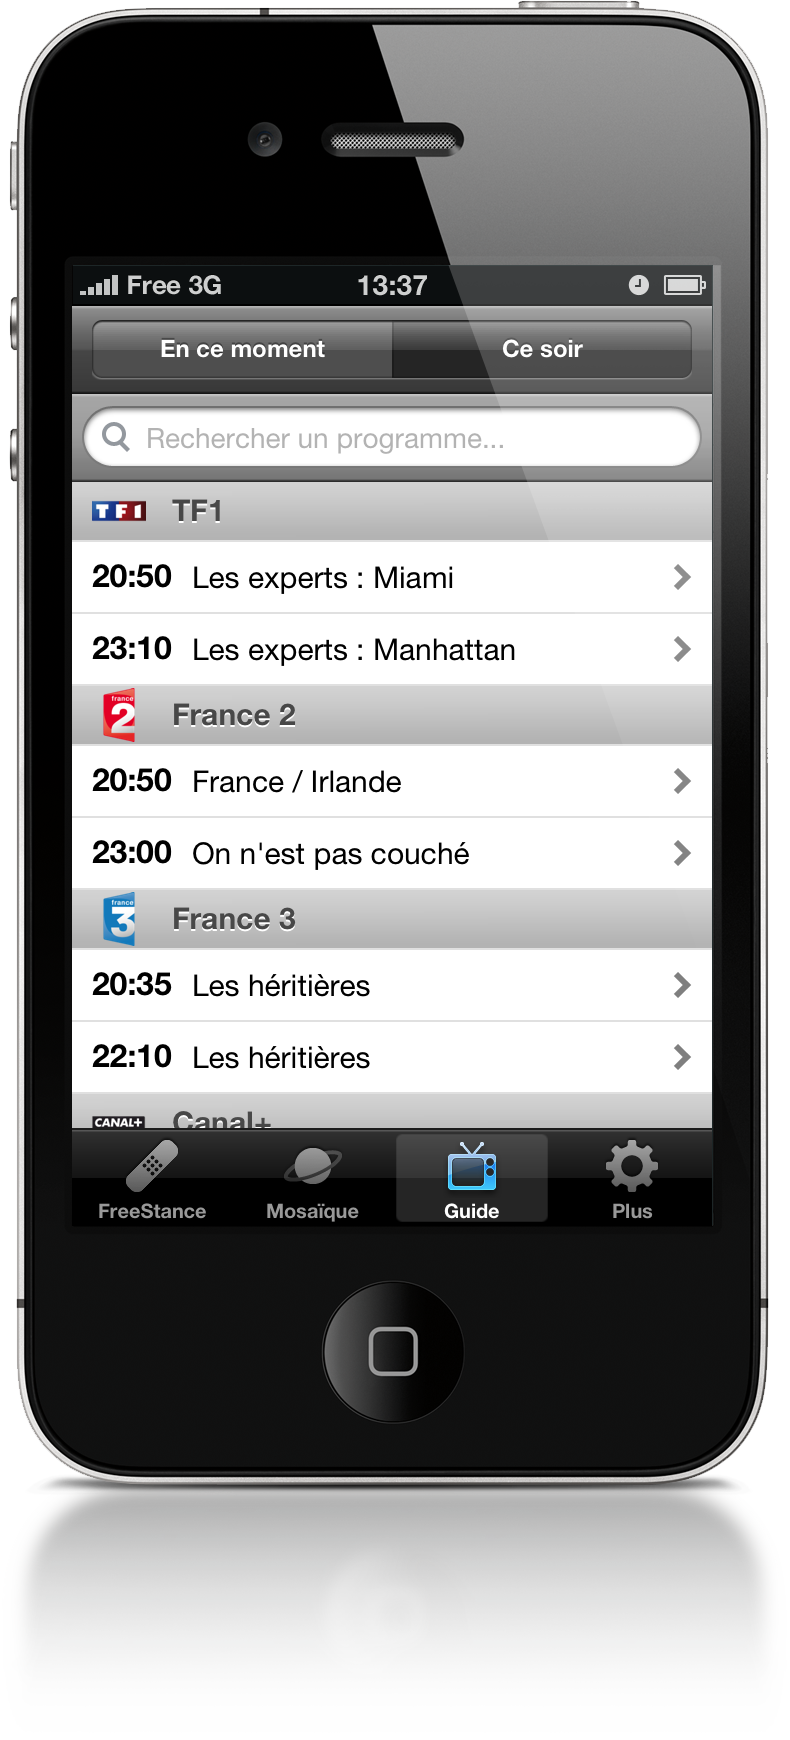 Free 3G 13:37
En ce moment Ce soir
Rechercher un programme...
TF1 TF1
20:50 Les experts : Miami
23:10 Les experts : Manhattan
france 2 France 2
20:50 France / Irlande
23:00 On n'est pas couché
france 3 France 3
20:35 Les héritières
22:10 Les héritières
CANAL+ Canal+
FreeStance Mosaïque Guide Plus